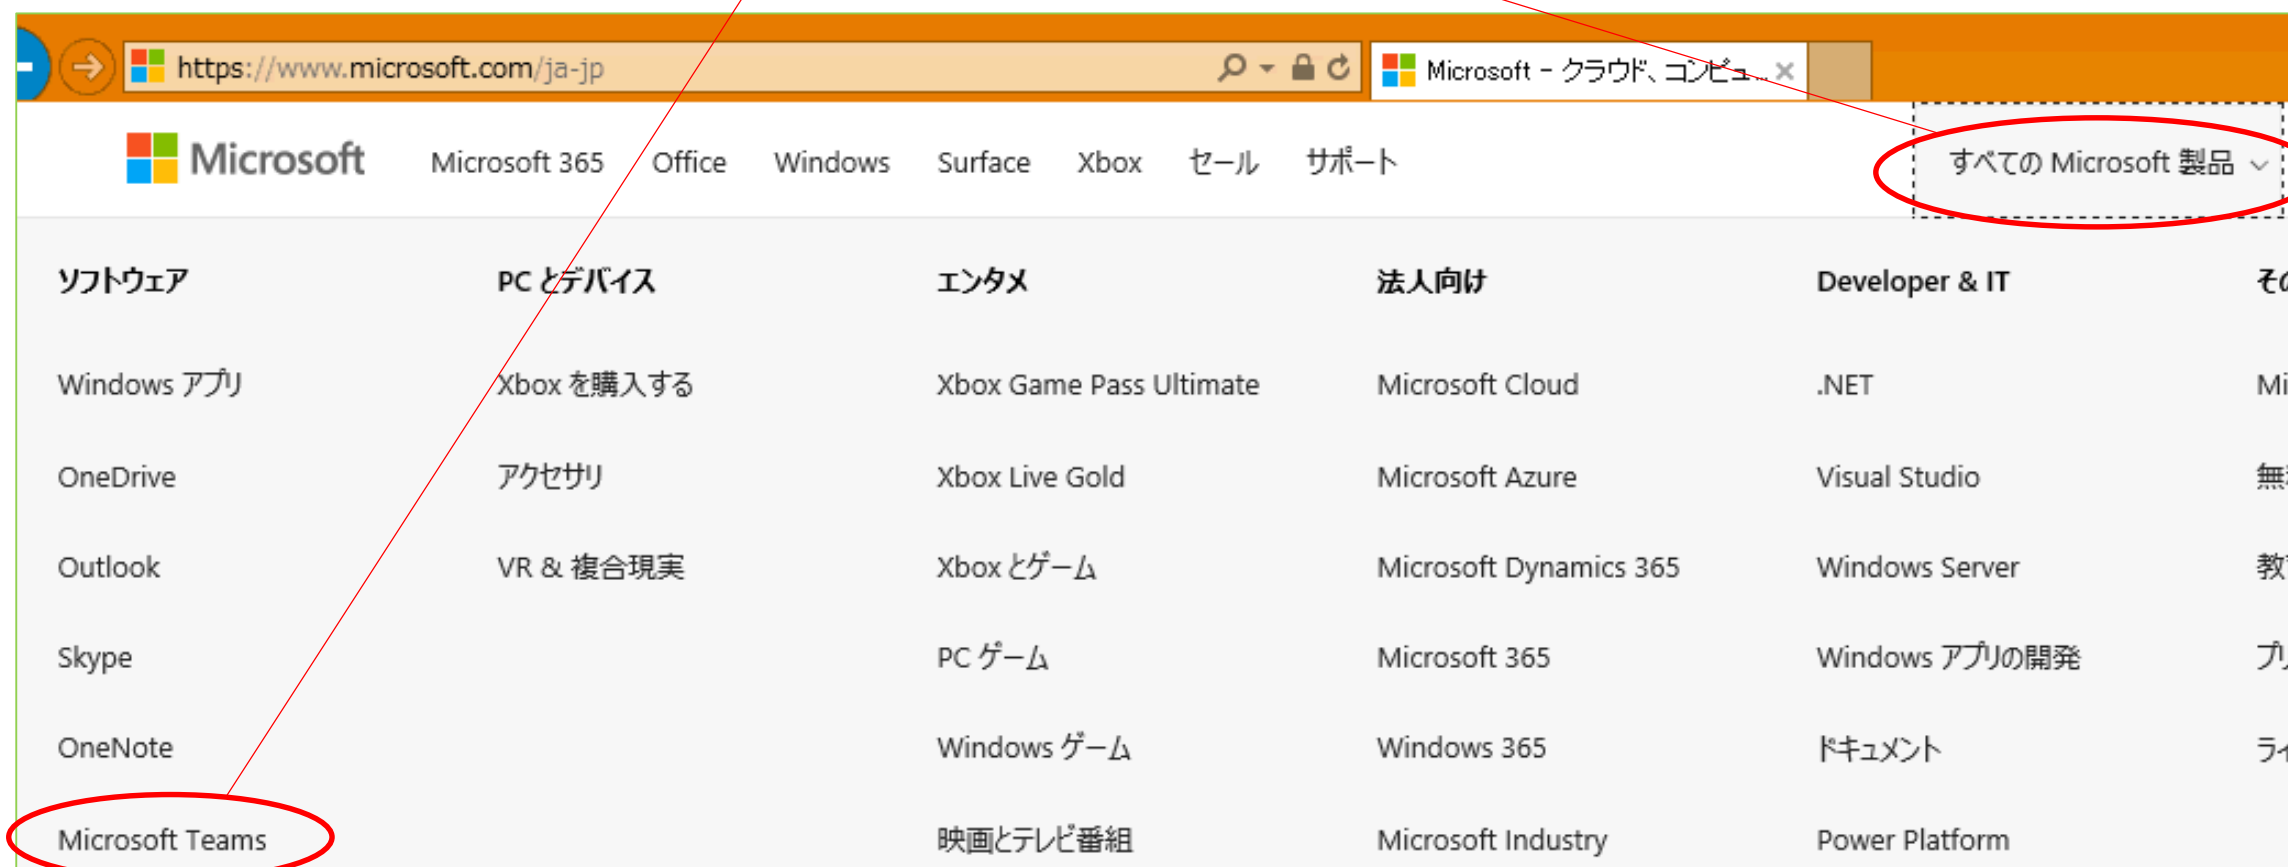 https://www.microsoft.com/ja-jp
Microsoft - クラウド、コンピュ...
Microsoft
Microsoft 365 Office Windows Surface Xbox セール サポート すべての Microsoft 製品
ソフトウェア PC とデバイス エンタメ 法人向け Developer & IT
Windows アプリ Xbox を購入する Xbox Game Pass Ultimate Microsoft Cloud .NET
OneDrive アクセサリ Xbox Live Gold Microsoft Azure Visual Studio
Outlook VR & 複合現実 Xbox とゲーム Microsoft Dynamics 365 Windows Server
Skype PC ゲーム Microsoft 365 Windows アプリの開発
OneNote Windows ゲーム Windows 365 ドキュメント
Microsoft Teams 映画とテレビ番組 Microsoft Industry Power Platform